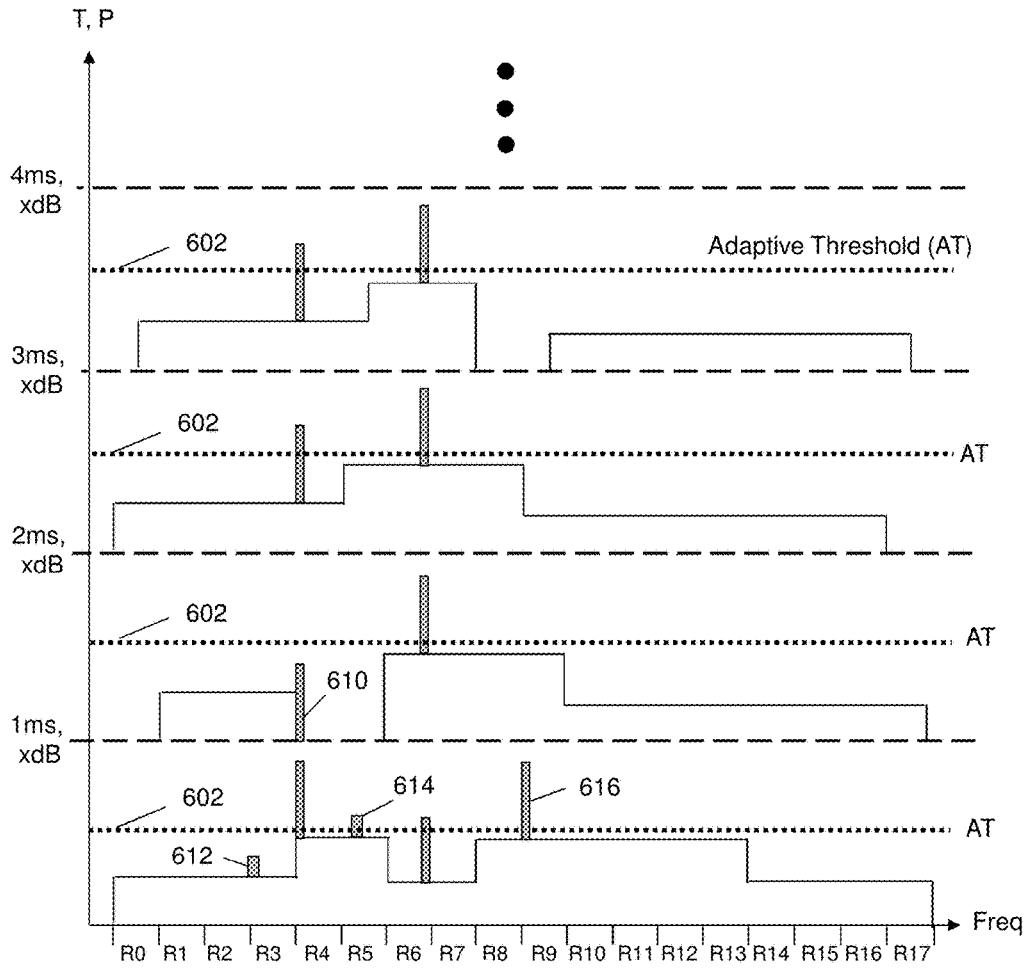 T, P
4ms,
xdB
602
Adaptive Threshold (AT)
3ms,
xdB
602
AT
2ms,
xdB
602
AT
610
1ms,
xdB
602
614
616
AT
612
Freq
R0 R1 R2 R3 R4 R5 R6 R7 R8 R9 R10 R11 R12 R13 R14 R15 R16 R17